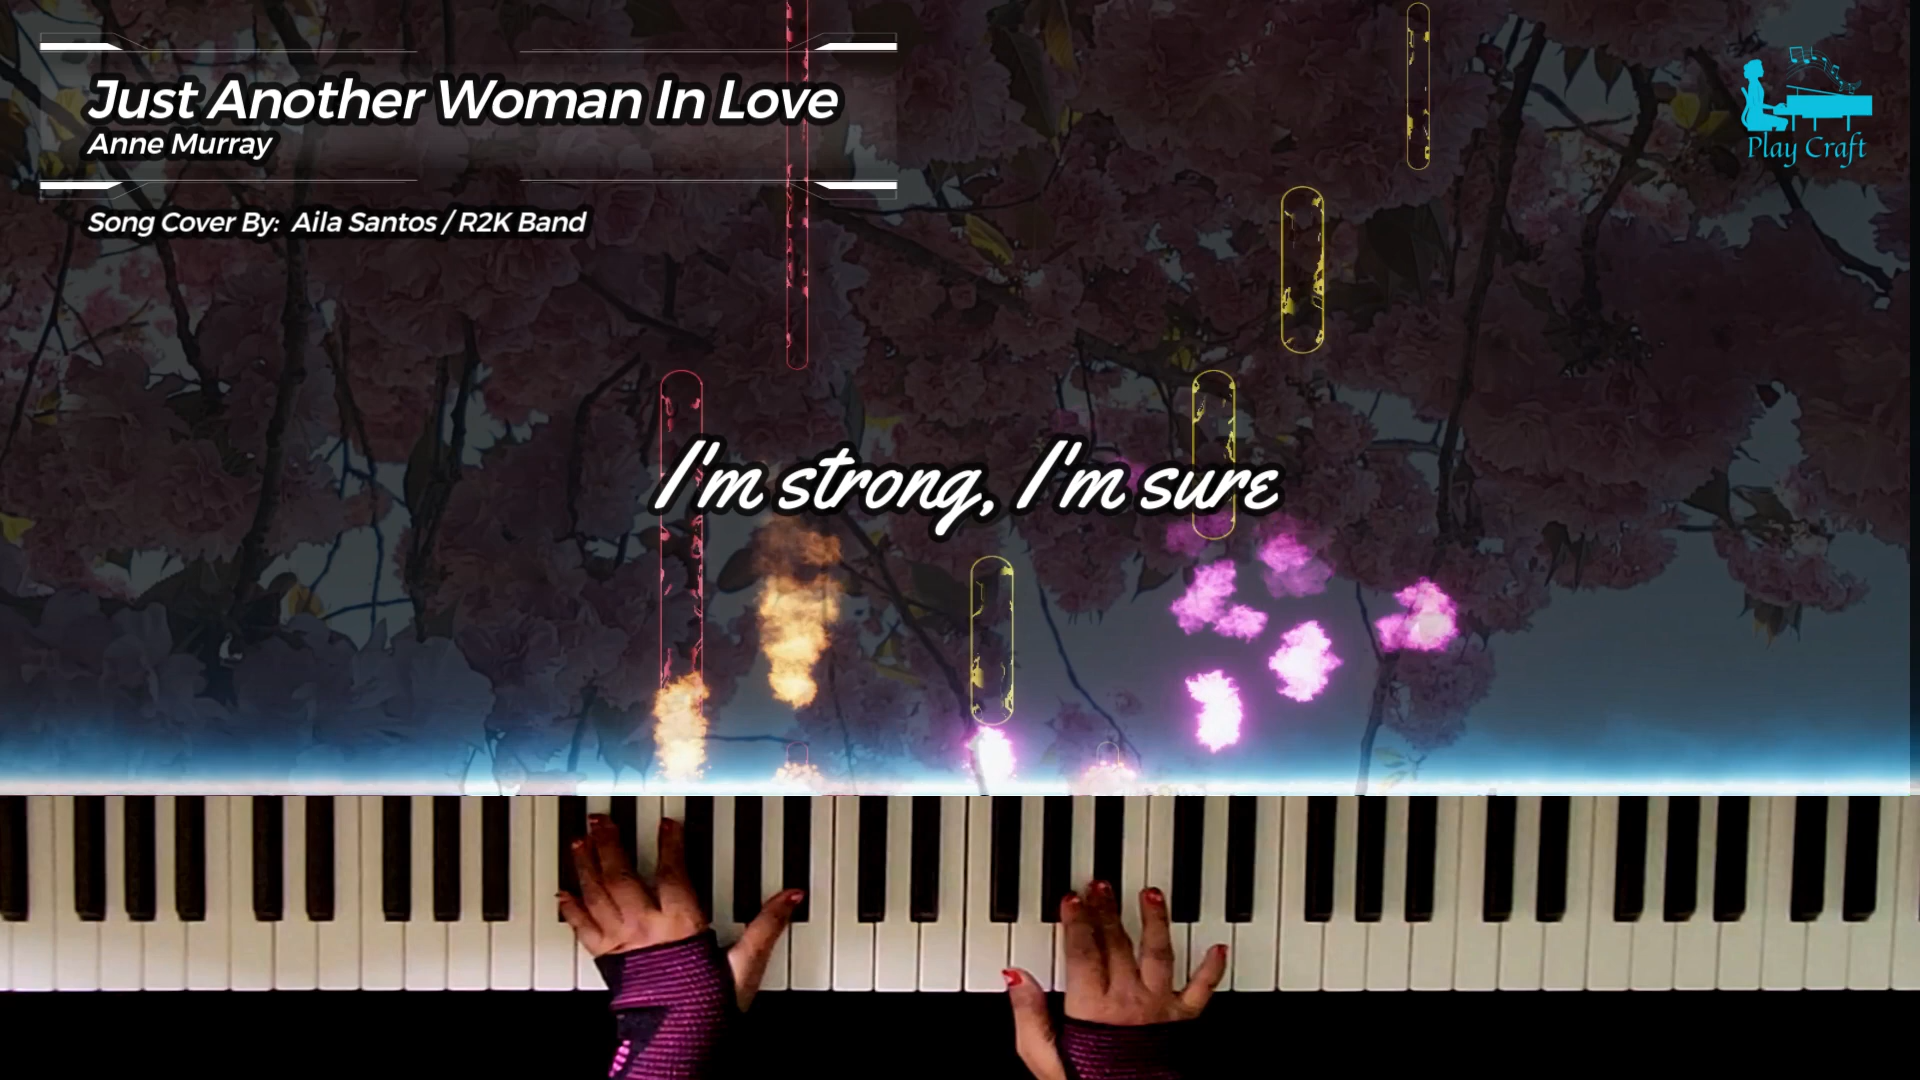 Just Another Woman In Love
Anne Murray
Song Cover By: Aila Santos / R2K Band
Play Craft
I'm strong, I'm sure